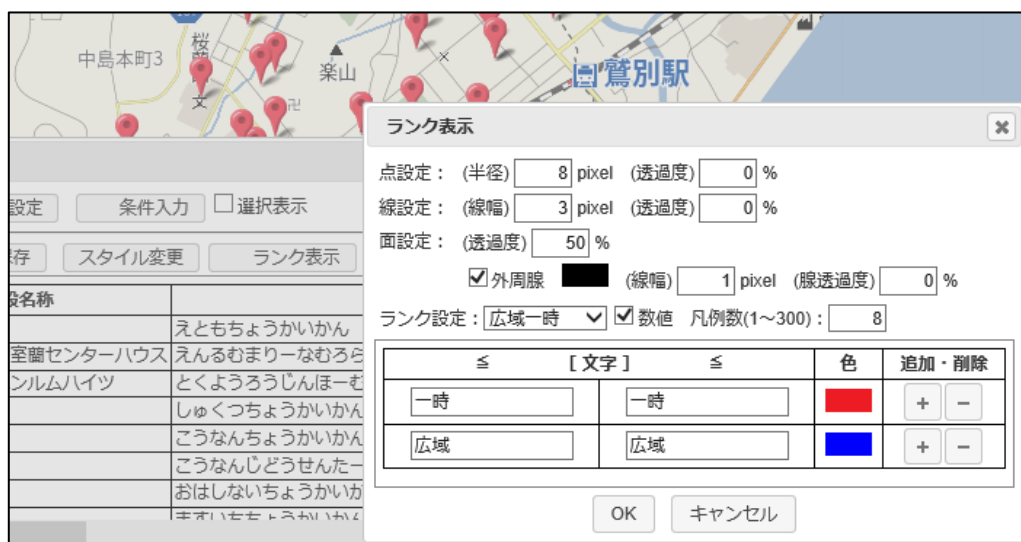 中島本町3
桜蘭
文
楽山
卍
鷲別駅
ランク表示
点設定： (半径) 8 pixel (透過度) 0 %
線設定： (線幅) 3 pixel (透過度) 0 %
面設定： (透過度) 50 %
外周腺 (線幅) 1 pixel (腺透過度) 0 %
ランク設定：広域一時 数値 凡例数(1～300)： 8
≦ [ 文字 ] ≦ 色 追加・削除
一時 一時 + −
広域 広域 + −
OK キャンセル
設定 条件入力 選択表示
存 スタイル変更 ランク表示
設名称
えともちょうかいかん
室蘭センターハウス えんるむまりーなむろら
ンルムハイツ とくようろうじんほーむ
しゅくつちょうかいかん
こうなんちょうかいかん
こうなんじどうせんたー
おはしないちょうかいか